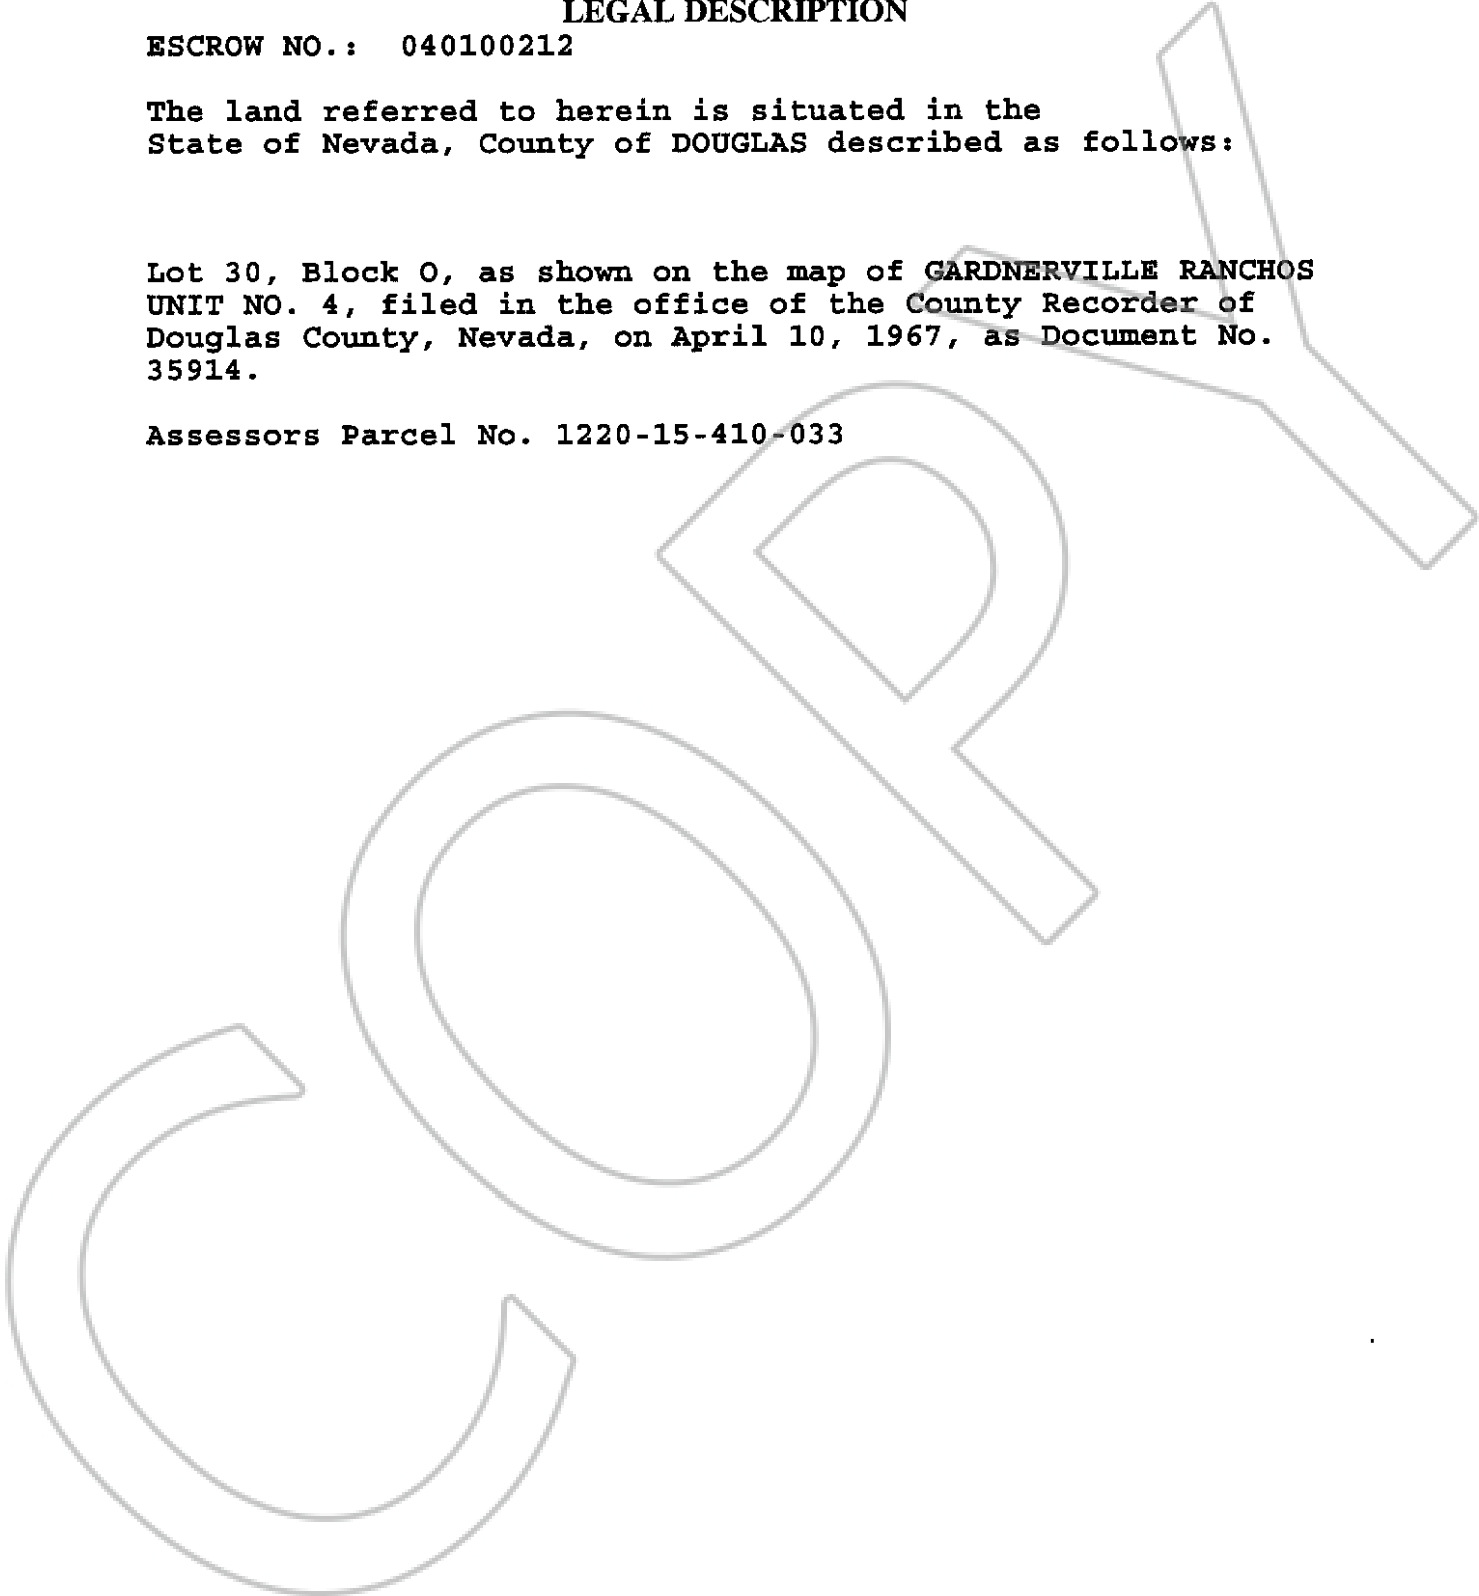 LEGAL DESCRIPTION
ESCROW NO.: 040100212
The land referred to herein is situated in the
State of Nevada, County of DOUGLAS described as follows:
Lot 30, Block O, as shown on the map of GARDNERVILLE RANCHOS
UNIT NO. 4, filed in the office of the County Recorder of
Douglas County, Nevada, on April 10, 1967, as Document No.
35914.
Assessors Parcel No. 1220-15-410-033
COPY